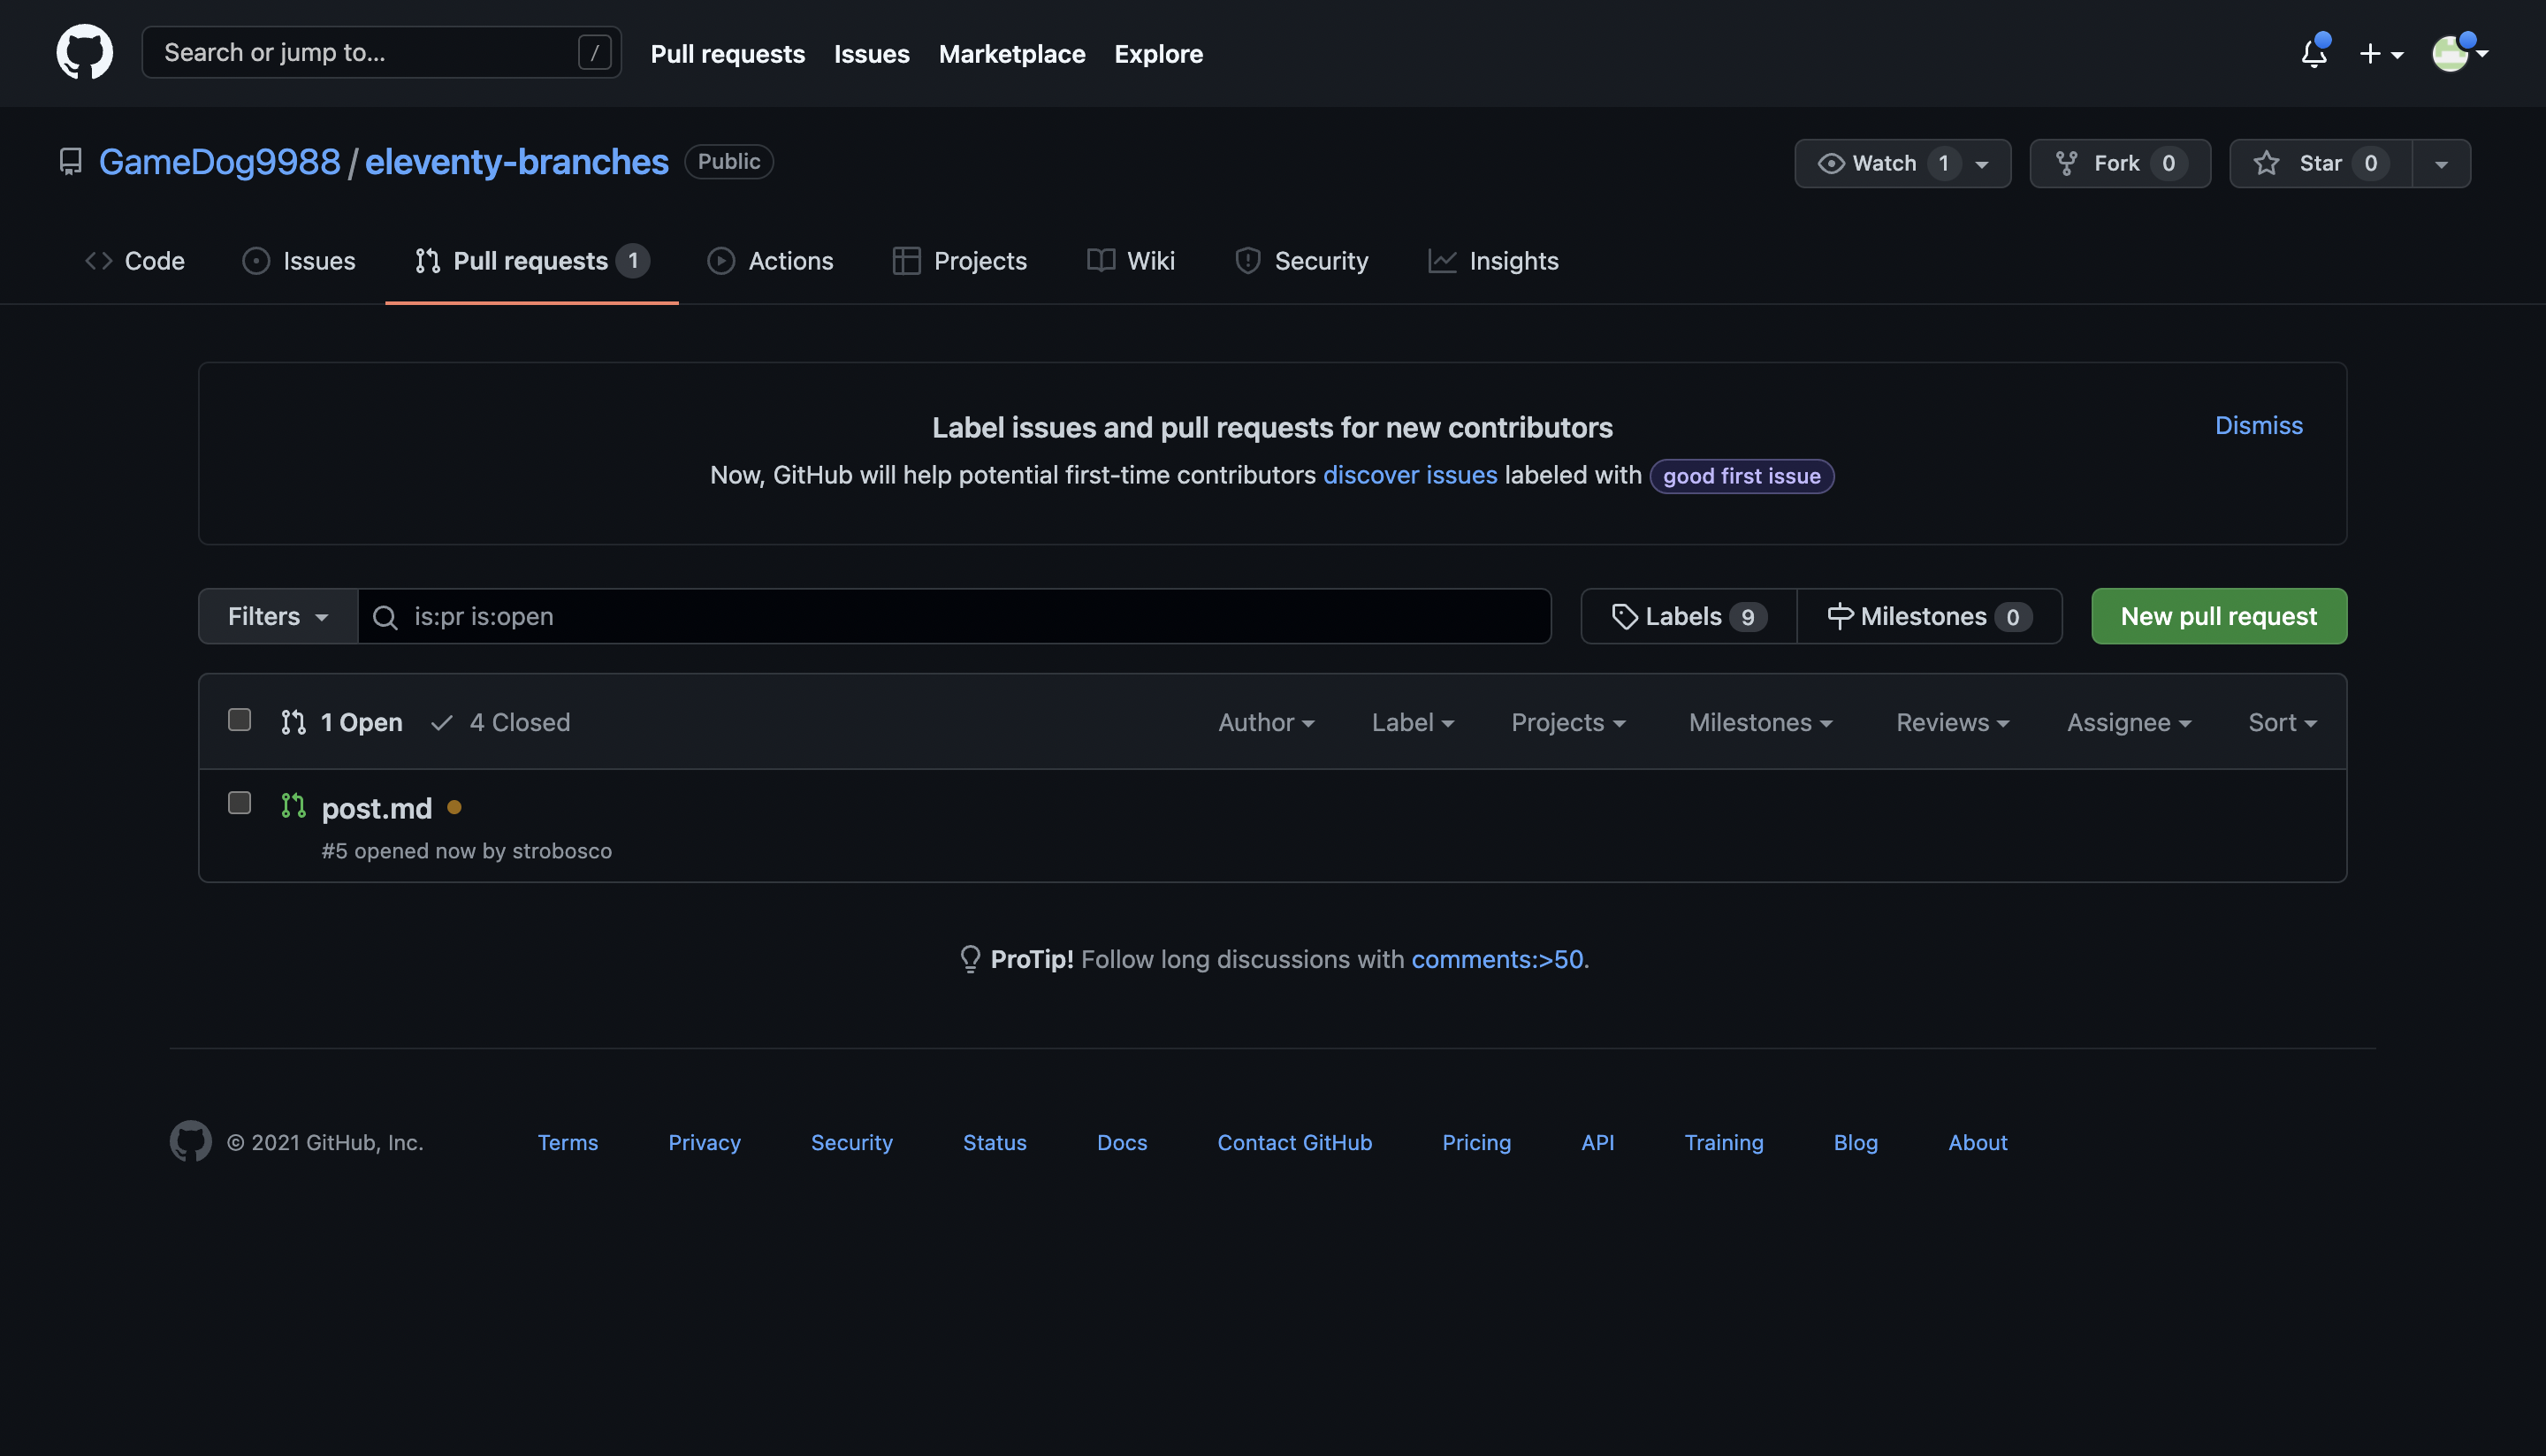 Search or jump to... / Pull requests Issues Marketplace Explore
GameDog9988 / eleventy-branches Public Watch 1 Fork 0 Star 0
Code Issues Pull requests 1 Actions Projects Wiki Security Insights
Label issues and pull requests for new contributors Dismiss
Now, GitHub will help potential first-time contributors discover issues labeled with good first issue
Filters is:pr is:open Labels 9 Milestones 0 New pull request
1 Open 4 Closed Author Label Projects Milestones Reviews Assignee Sort
post.md
#5 opened now by strobosco
ProTip! Follow long discussions with comments:>50.
© 2021 GitHub, Inc. Terms Privacy Security Status Docs Contact GitHub Pricing API Training Blog About